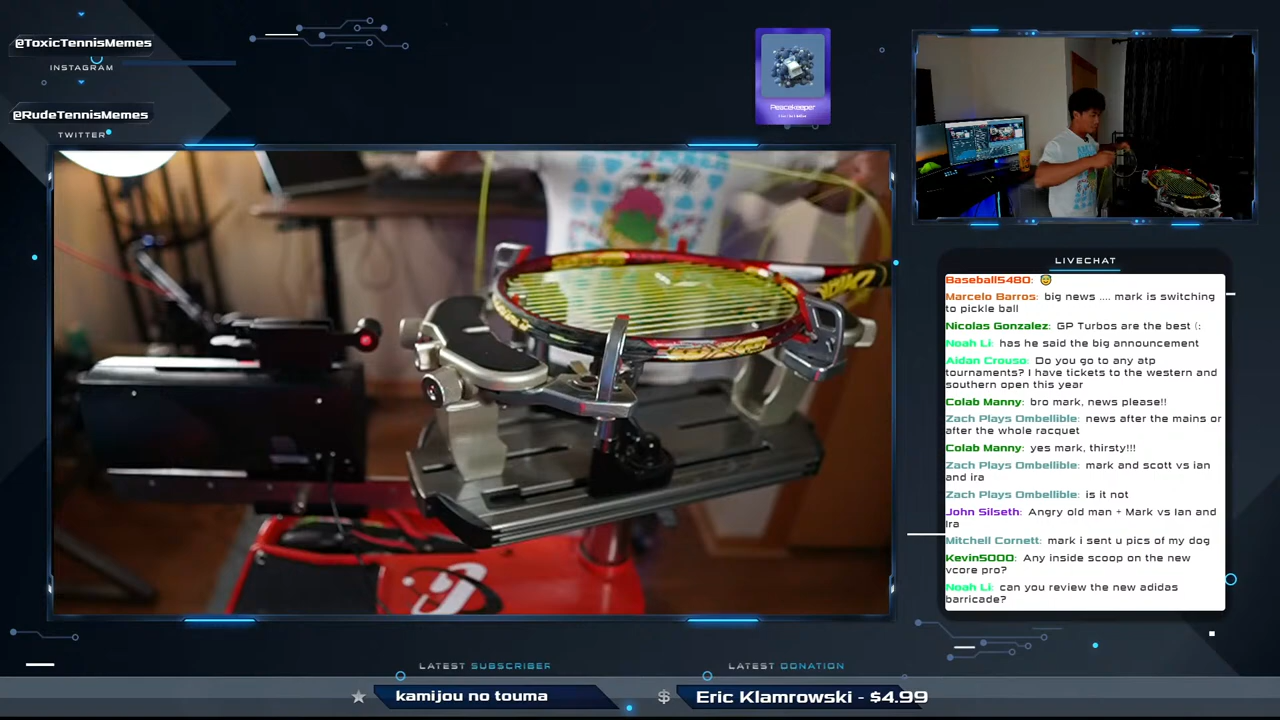 @ToxicTennisMemes
INSTAGRAM
@RudeTennisMemes
TWITTER
Peacekeeper
LIVECHAT
Baseball5480:
Marcelo Barros: big news .... mark is switching
to pickle ball
Nicolas Gonzalez: GP Turbos are the best (:
Noah Li: has he said the big announcement
Aidan Crouso: Do you go to any atp
tournaments? I have tickets to the western and
southern open this year
Colab Manny: bro mark, news please!!
Zach Plays Ombellible: news after the mains or
after the whole racquet
Colab Manny: yes mark, thirsty!!!
Zach Plays Ombellible: mark and scott vs ian
and ira
Zach Plays Ombellible: is it not
John Silseth: Angry old man + Mark vs Ian and
Ira
Mitchell Cornett: mark i sent u pics of my dog
Kevin5000: Any inside scoop on the new
vcore pro?
Noah Li: can you review the new adidas
barricade?
LATEST SUBSCRIBER
kamijou no touma
LATEST DONATION
$
Eric Klamrowski - $4.99